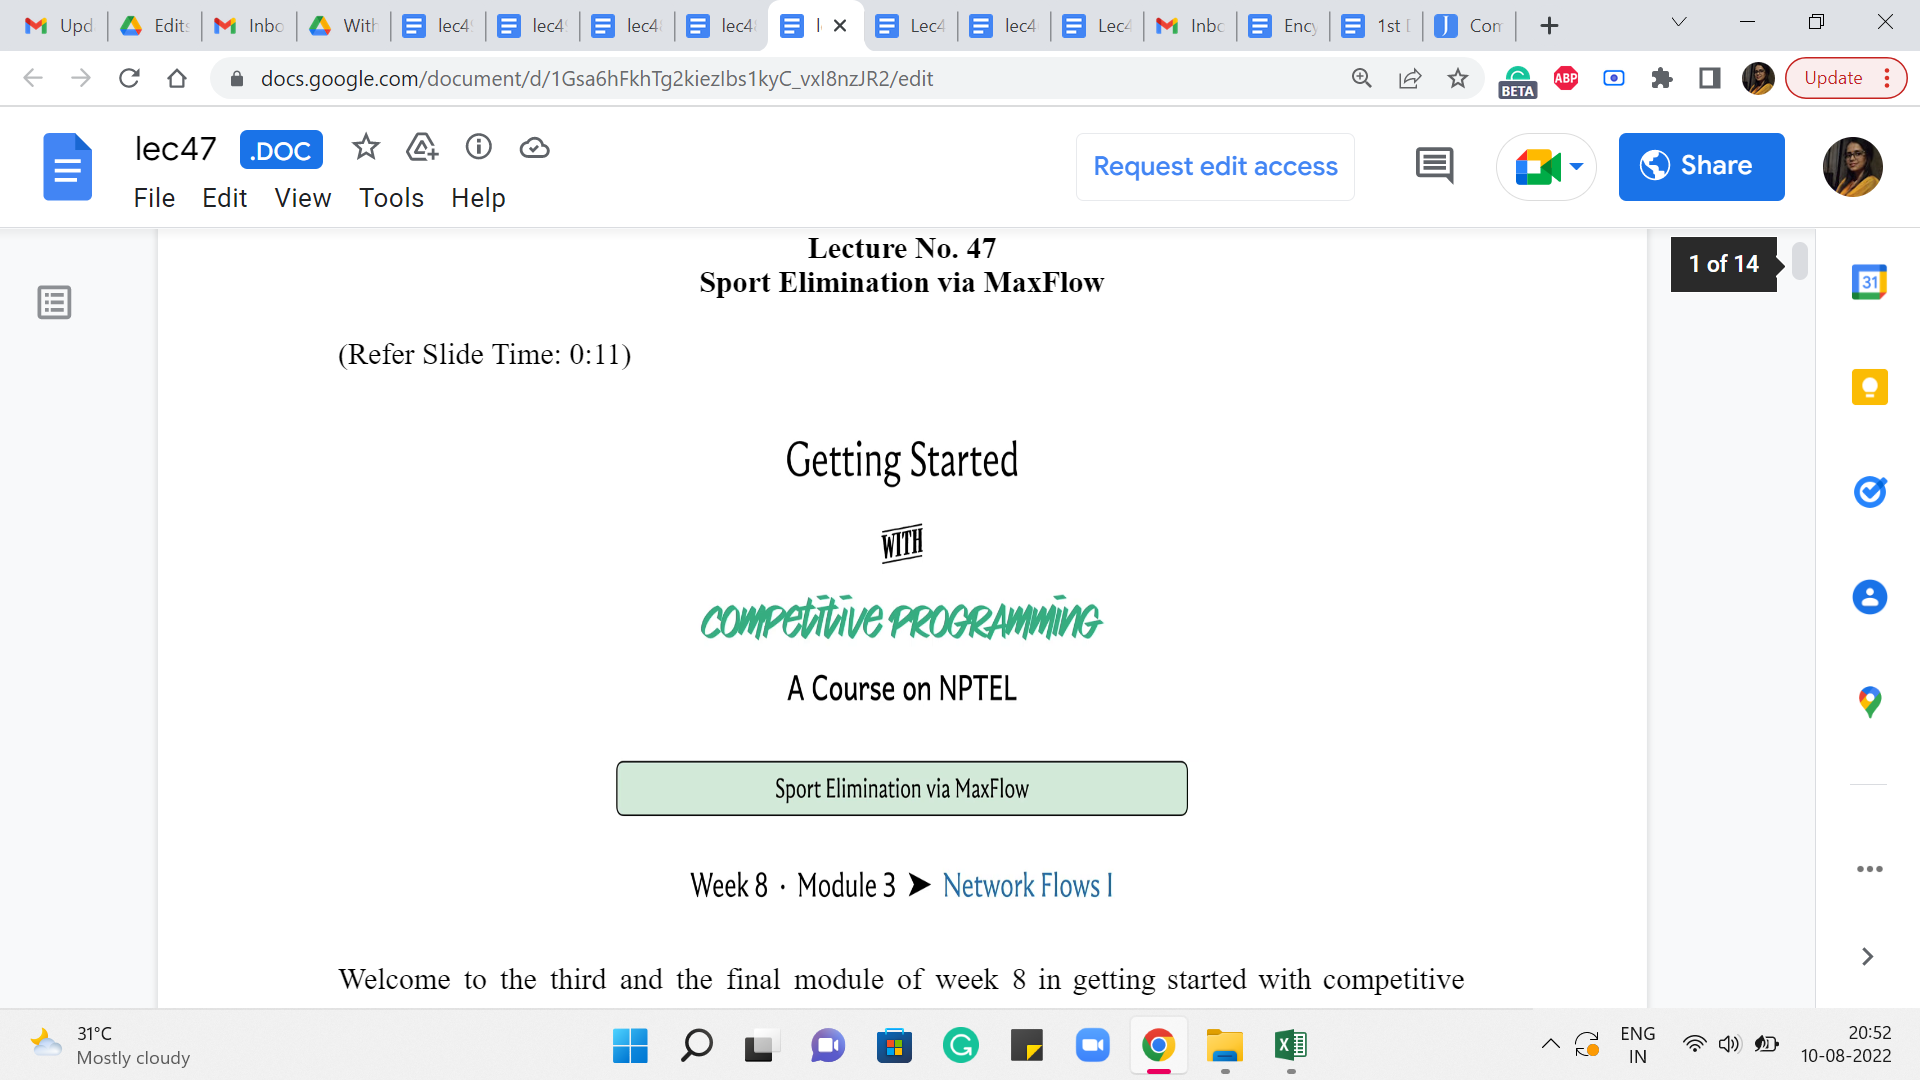 Upd
Edits
Inbo
With
lec4
lec4
lec4
lec4
l
Lec4
lec4
Lec4
Inbo
Ency
1st
Com
docs.google.com/document/d/1Gsa6hFkhTg2kiezIbs1kyC_vxI8nzJR2/edit
BETA
ABP
Update
lec47 .DOC
File Edit View Tools Help
Request edit access
Share
1 of 14
31
Lecture No. 47
Sport Elimination via MaxFlow
(Refer Slide Time: 0:11)
Getting Started
WITH
COMPETITIVE PROGRAMMING
A Course on NPTEL
Sport Elimination via MaxFlow
Week 8 · Module 3 ➤ Network Flows I
Welcome to the third and the final module of week 8 in getting started with competitive
31°C
Mostly cloudy
ENG
IN
20:52
10-08-2022